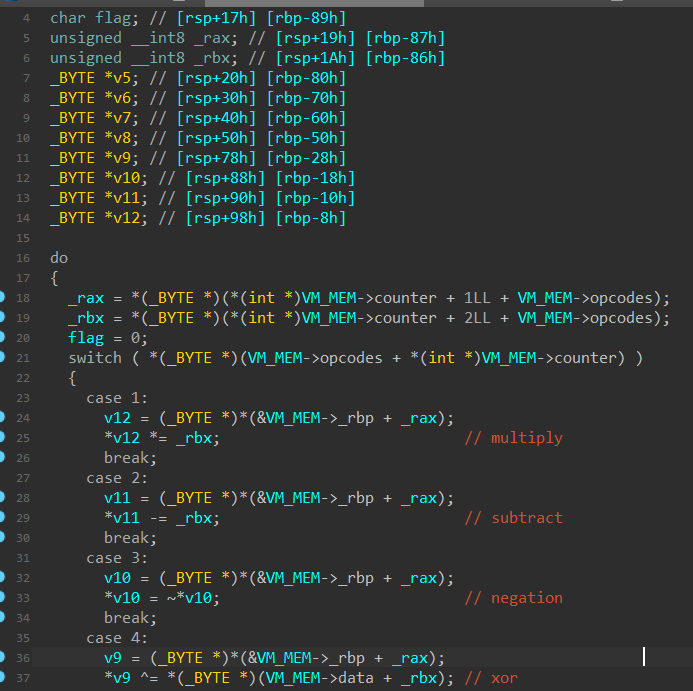 4 char flag; // [rsp+17h] [rbp-89h]
5 unsigned __int8 _rax; // [rsp+19h] [rbp-87h]
6 unsigned __int8 _rbx; // [rsp+1Ah] [rbp-86h]
7 _BYTE *v5; // [rsp+20h] [rbp-80h]
8 _BYTE *v6; // [rsp+30h] [rbp-70h]
9 _BYTE *v7; // [rsp+40h] [rbp-60h]
10 _BYTE *v8; // [rsp+50h] [rbp-50h]
11 _BYTE *v9; // [rsp+78h] [rbp-28h]
12 _BYTE *v10; // [rsp+88h] [rbp-18h]
13 _BYTE *v11; // [rsp+90h] [rbp-10h]
14 _BYTE *v12; // [rsp+98h] [rbp-8h]
15
16 do
17 {
18 _rax = *(_BYTE *)(*(int *)VM_MEM->counter + 1LL + VM_MEM->opcodes);
19 _rbx = *(_BYTE *)(*(int *)VM_MEM->counter + 2LL + VM_MEM->opcodes);
20 flag = 0;
21 switch ( *(_BYTE *)(VM_MEM->opcodes + *(int *)VM_MEM->counter) )
22 {
23 case 1:
24 v12 = (_BYTE *)*(&VM_MEM->_rbp + _rax);
25 *v12 *= _rbx; // multiply
26 break;
27 case 2:
28 v11 = (_BYTE *)*(&VM_MEM->_rbp + _rax);
29 *v11 -= _rbx; // subtract
30 break;
31 case 3:
32 v10 = (_BYTE *)*(&VM_MEM->_rbp + _rax);
33 *v10 = ~*v10; // negation
34 break;
35 case 4:
36 v9 = (_BYTE *)*(&VM_MEM->_rbp + _rax);
37 *v9 ^= *(_BYTE *)(VM_MEM->data + _rbx); // xor